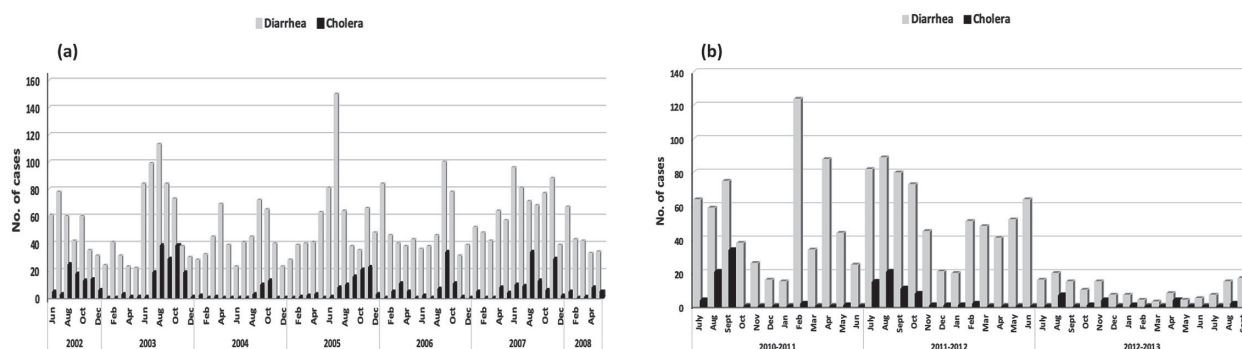 Diarrhea Cholera
(a)
No. of cases
160
140
120
100
80
60
40
20
0
Jun Aug Oct Dec Feb Apr Jun Aug Oct Dec Feb Apr Jun Aug Oct Dec Feb Apr Jun Aug Oct Dec Feb Apr Jun Aug Oct Dec Feb Apr Jun Aug Oct Dec Feb Apr
2002 2003 2004 2005 2006 2007 2008
Diarrhea Cholera
(b)
No. of cases
140
120
100
80
60
40
20
0
July Aug Sept Oct Nov Dec Jan Feb Mar Apr May Jun July Aug Sept Oct Nov Dec Jan Feb Mar Apr May Jun July Aug Sept Oct Nov Dec Jan Feb Mar Apr May Jun July Aug Sept
2010-2011 2011-2012 2012-2013